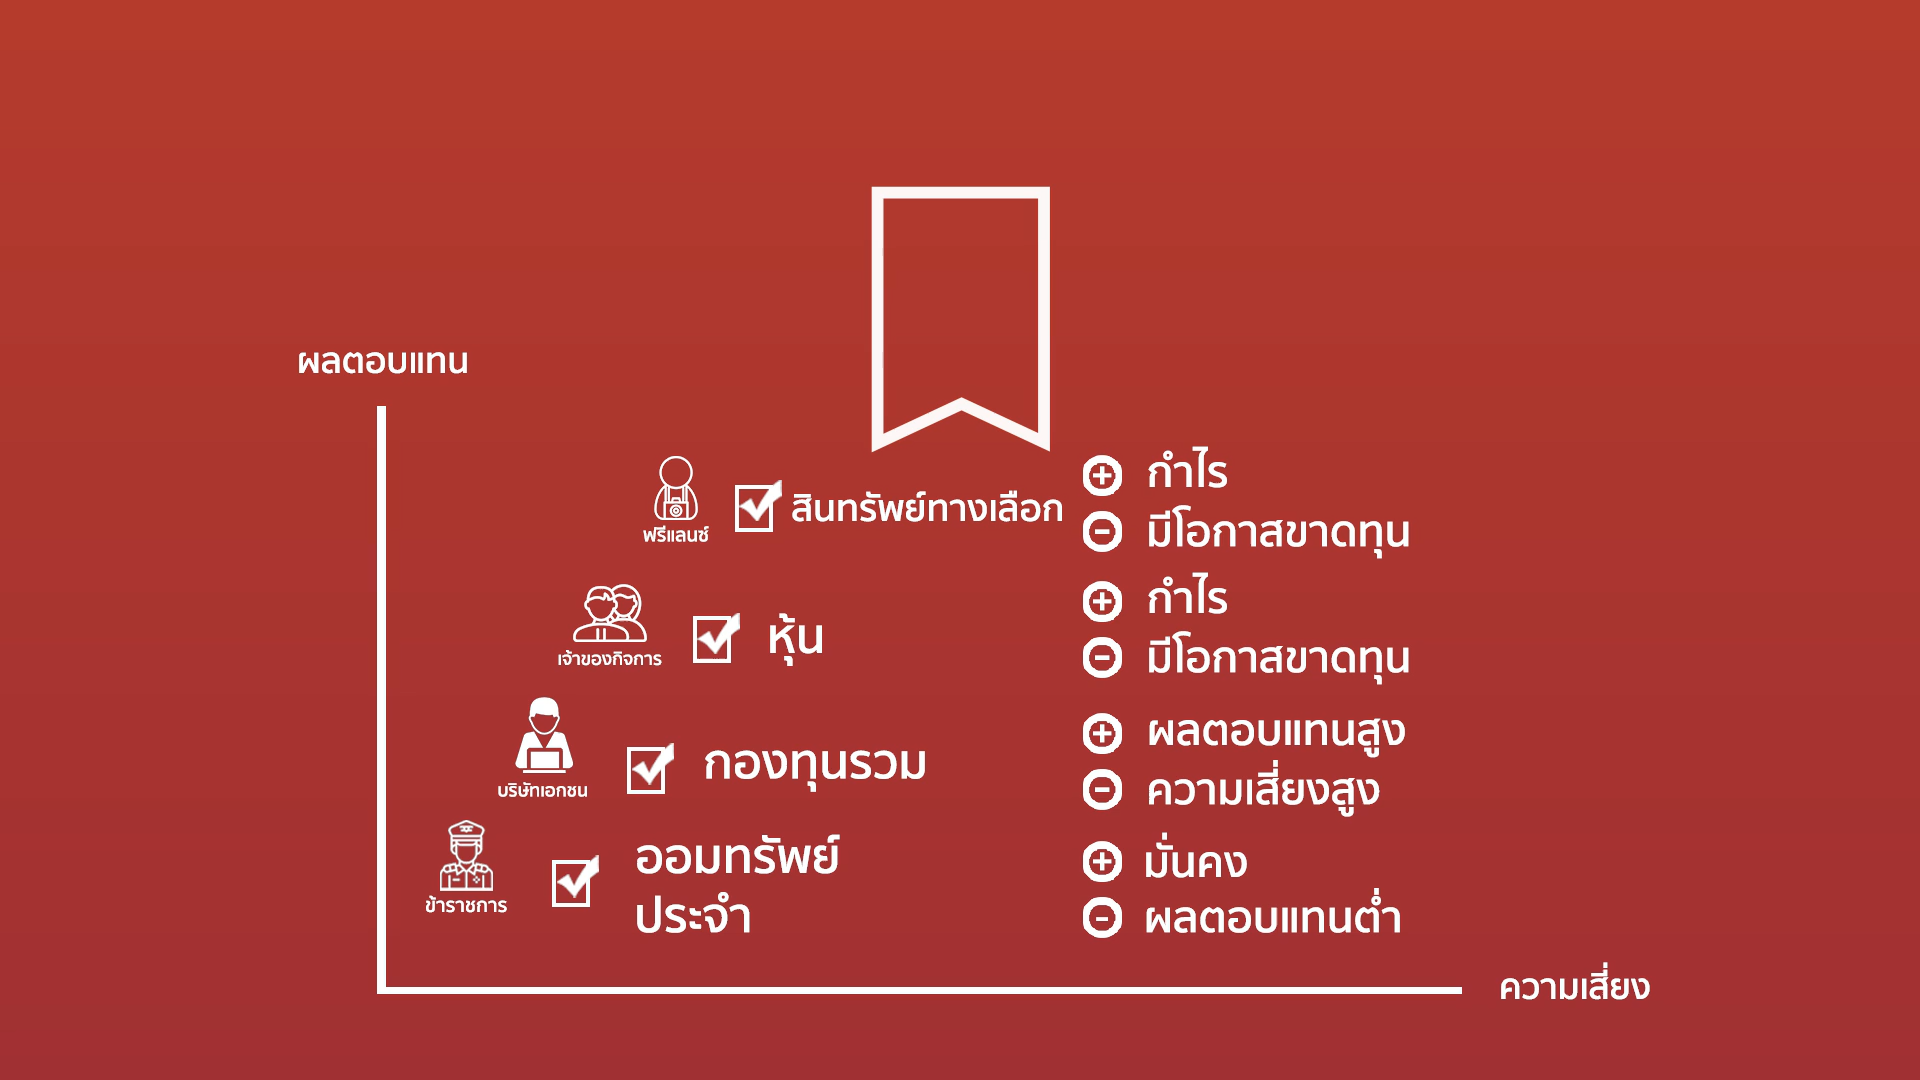 ผลตอบแทน
ฟรีแลนซ์
สินทรัพย์ทางเลือก
กำไร
มีโอกาสขาดทุน
เจ้าของกิจการ
หุ้น
กำไร
มีโอกาสขาดทุน
บริษัทเอกชน
กองทุนรวม
ผลตอบแทนสูง
ความเสี่ยงสูง
ข้าราชการ
ออมทรัพย์
ประจำ
มั่นคง
ผลตอบแทนต่ำ
ความเสี่ยง